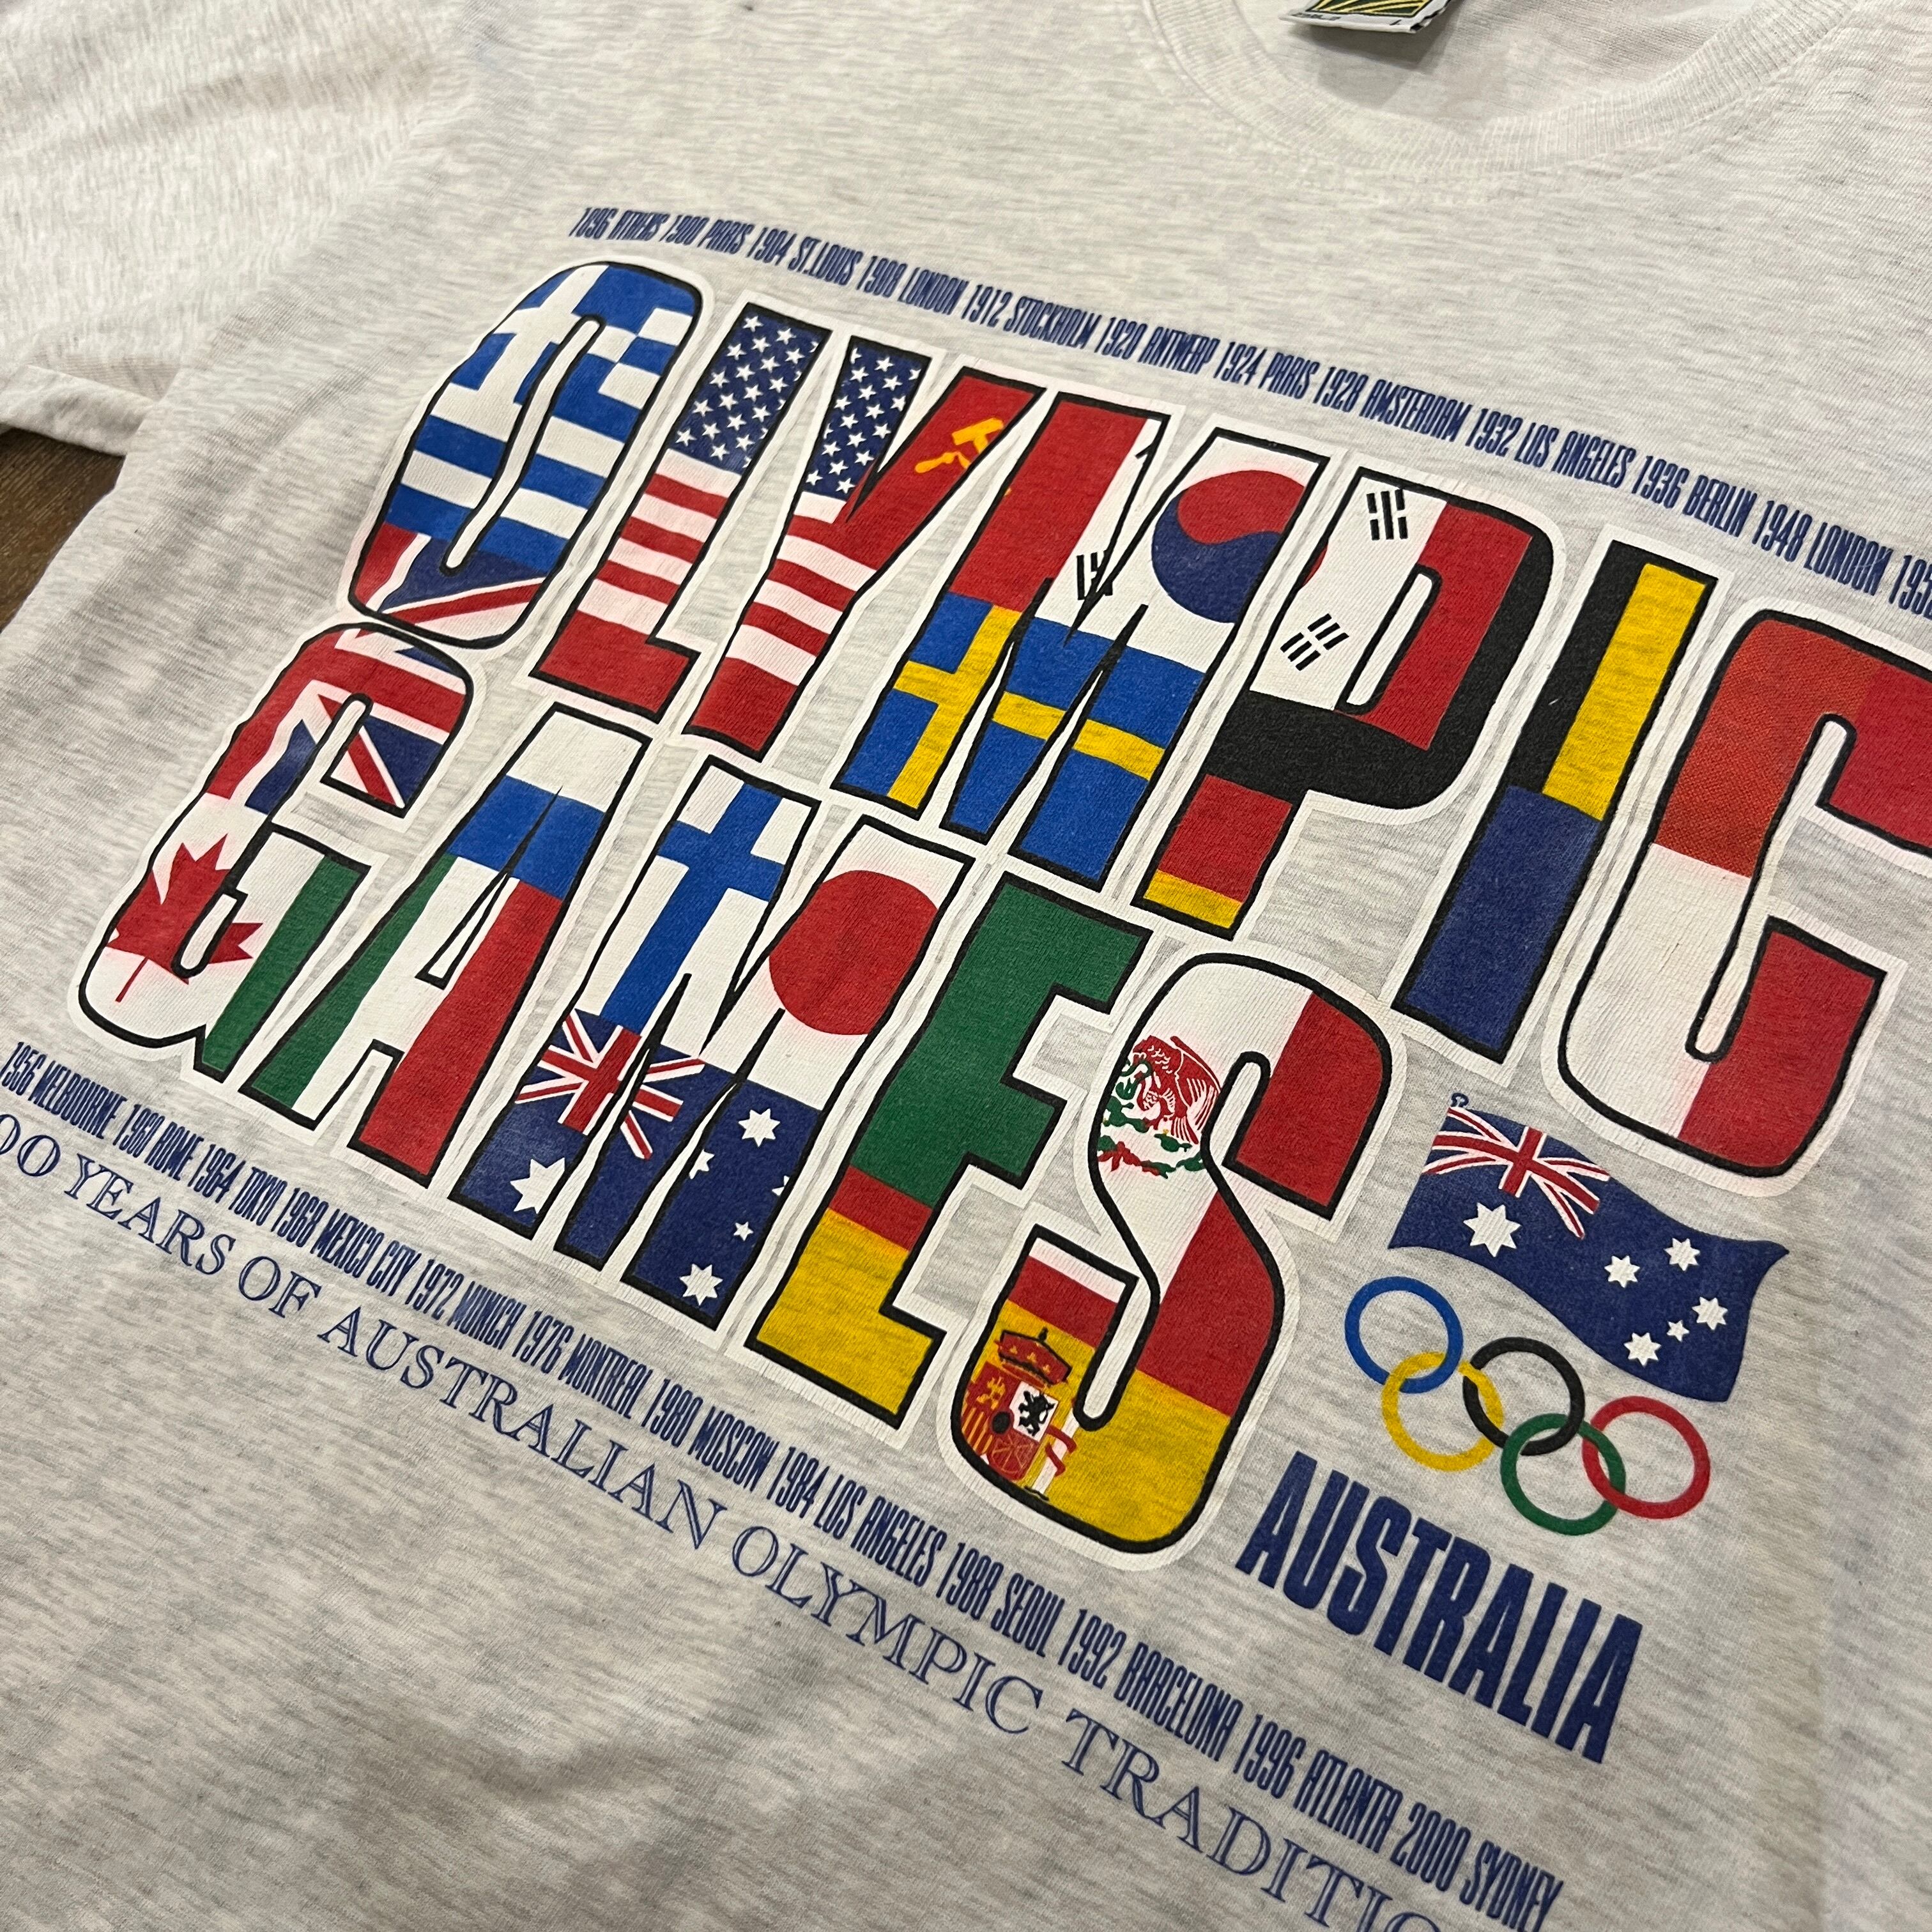 1896 ATHENS 1900 PARIS 1904 ST.LOUIS 1908 LONDON 1912 STOCKHOLM 1920 ANTWERP 1924 PARIS 1928 AMSTERDAM 1932 LOS ANGELES 1936 BERLIN 1948 LONDON
OLYMPIC
GAMES
AUSTRALIA
1956 MELBOURNE 1960 ROME 1964 TOKYO 1968 MEXICO CITY 1972 MUNICH 1976 MONTREAL 1980 MOSCOW 1984 LOS ANGELES 1988 SEOUL 1992 BARCELONA 1996 ATLANTA 2000 SYDNEY
YEARS OF AUSTRALIAN OLYMPIC